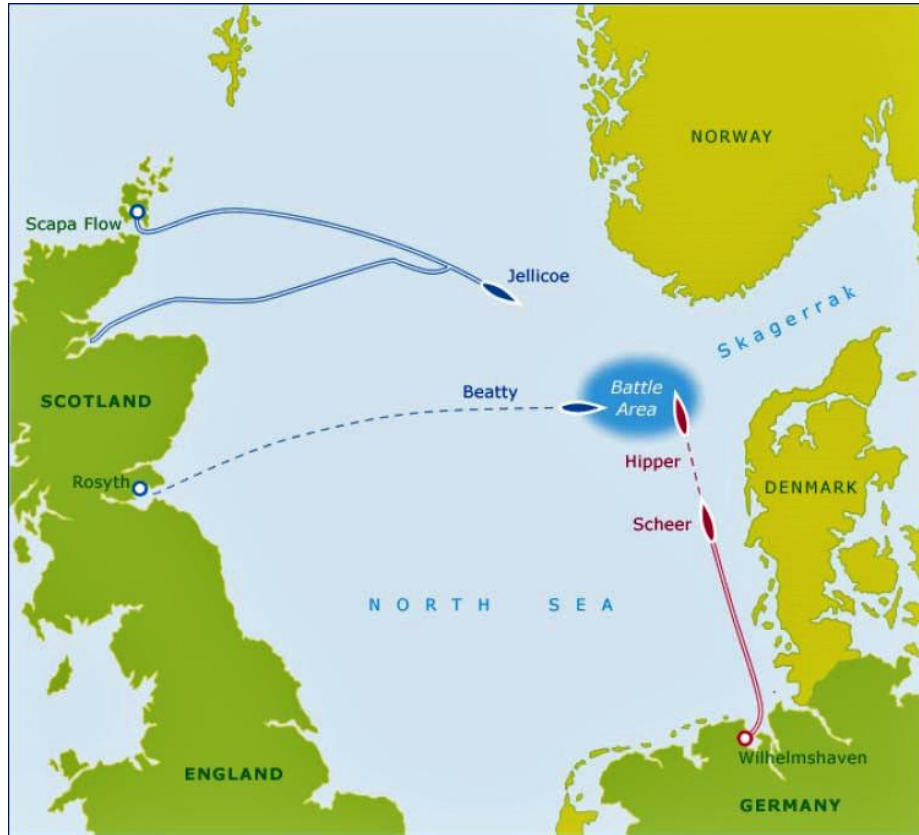 NORWAY
Scapa Flow
Jellicoe
Skagerrak
SCOTLAND
Beatty
Battle
Area
Hipper
Rosyth
DENMARK
Scheer
NORTH SEA
Wilhelmshaven
ENGLAND
GERMANY